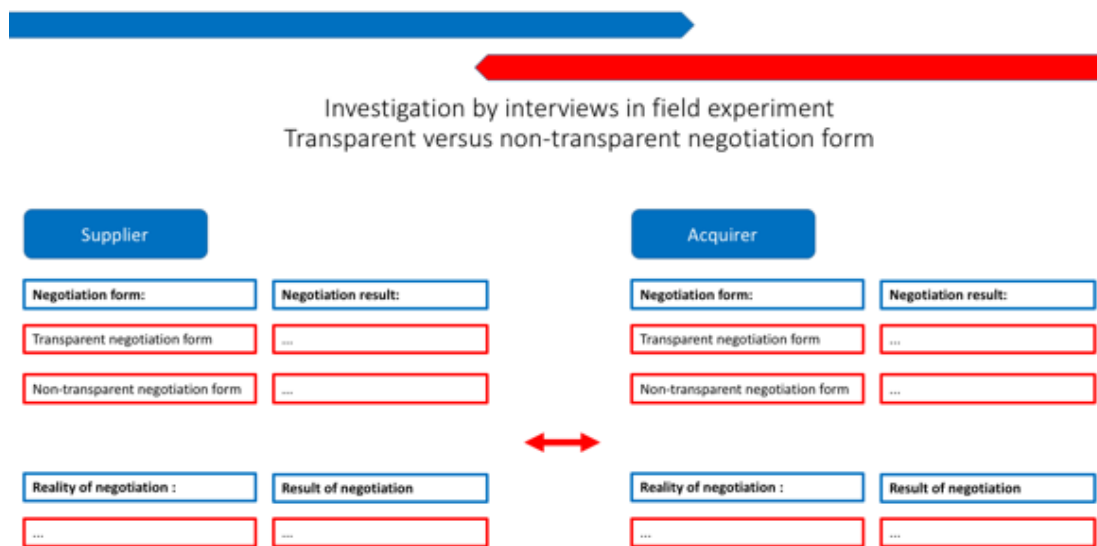 Investigation by interviews in field experiment
Transparent versus non-transparent negotiation form
Supplier
Acquirer
Negotiation form:
Negotiation result:
Negotiation form:
Negotiation result:
Transparent negotiation form
...
Transparent negotiation form
...
Non-transparent negotiation form
...
Non-transparent negotiation form
...
Reality of negotiation :
Result of negotiation
Reality of negotiation :
Result of negotiation
...
...
...
...